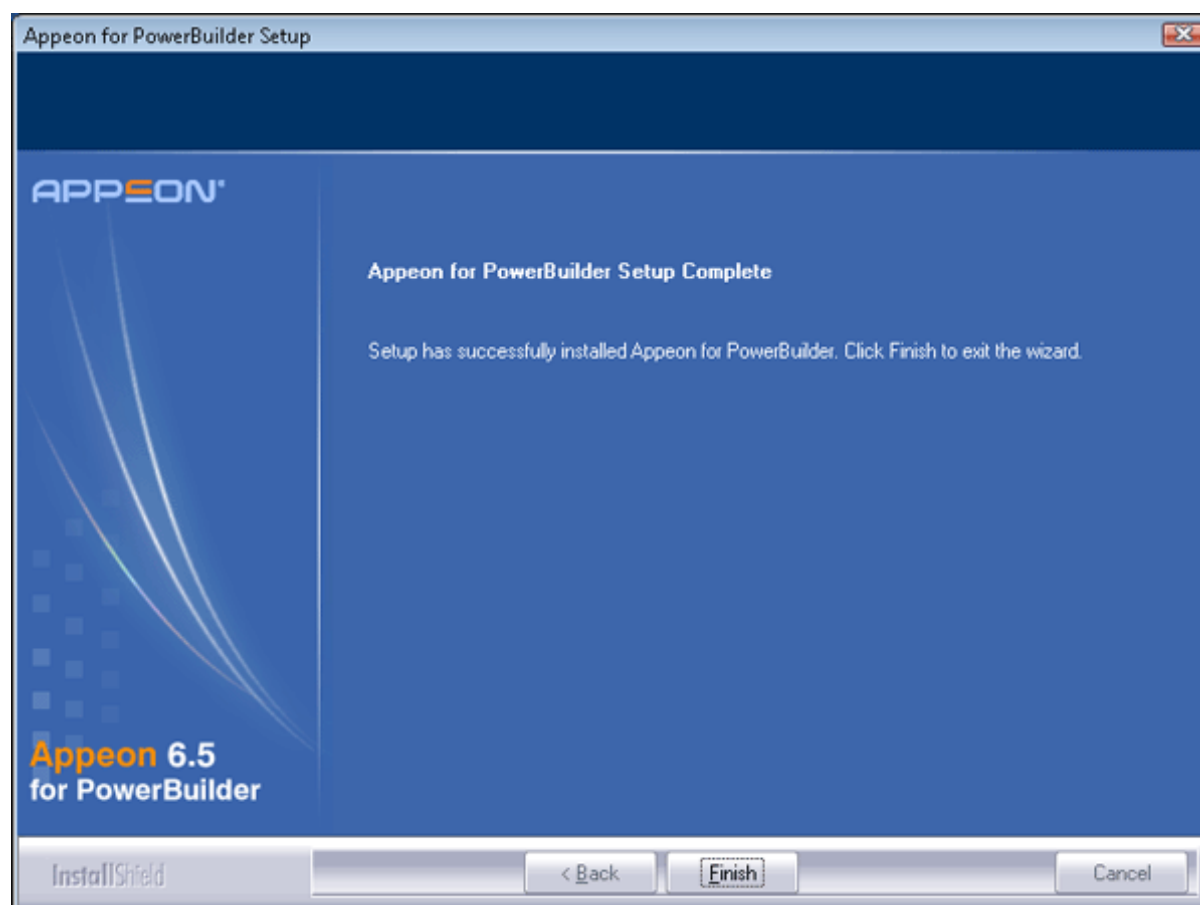 Appeon for PowerBuilder Setup
APPEON®
Appeon for PowerBuilder Setup Complete
Setup has successfully installed Appeon for PowerBuilder. Click Finish to exit the wizard.
Appeon 6.5
for PowerBuilder
InstallShield
< Back
Finish
Cancel